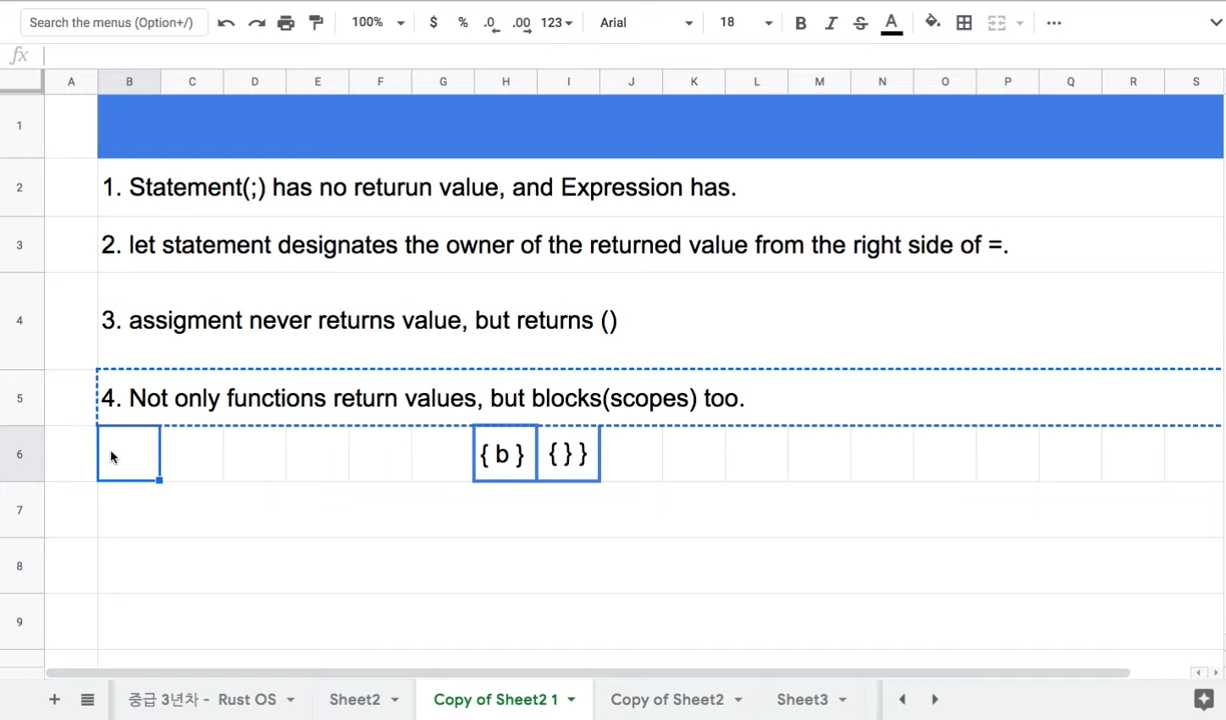 Search the menus (Option+/) 100% $ % .0 .00 123 Arial 18 B I S A
fx
A B C D E F G H I J K L M N O P Q R S
1
2 1. Statement(;) has no returun value, and Expression has.
3 2. let statement designates the owner of the returned value from the right side of =.
4 3. assigment never returns value, but returns ()
5 4. Not only functions return values, but blocks(scopes) too.
6 { b } { } }
7
8
9
중급 3년차 - Rust OS Sheet2 Copy of Sheet2 1 Copy of Sheet2 Sheet3